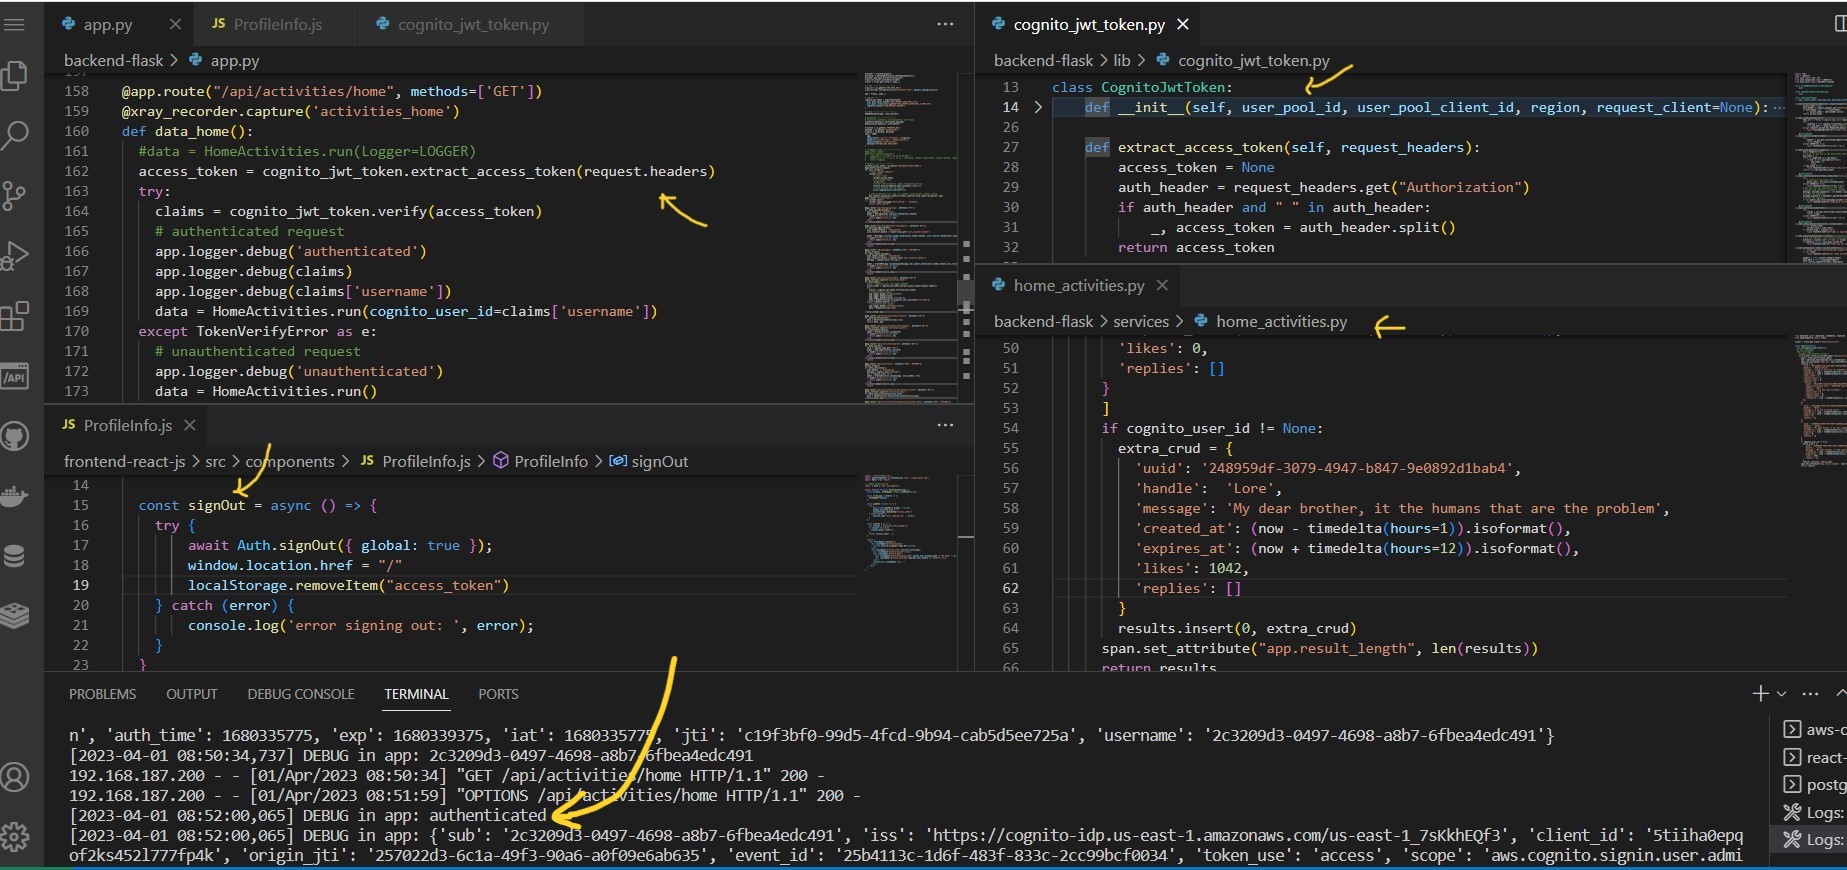 app.py
JS ProfileInfo.js
cognito_jwt_token.py
backend-flask > app.py
158 @app.route("/api/activities/home", methods=['GET'])
159 @xray_recorder.capture('activities_home')
160 def data_home():
161 #data = HomeActivities.run(Logger=LOGGER)
162 access_token = cognito_jwt_token.extract_access_token(request.headers)
163 try:
164 claims = cognito_jwt_token.verify(access_token)
165 # authenticated request
166 app.logger.debug('authenticated')
167 app.logger.debug(claims)
168 app.logger.debug(claims['username'])
169 data = HomeActivities.run(cognito_user_id=claims['username'])
170 except TokenVerifyError as e:
171 # unauthenticated request
172 app.logger.debug('unauthenticated')
173 data = HomeActivities.run()
JS ProfileInfo.js
frontend-react-js > src > components > JS ProfileInfo.js > ProfileInfo > signOut
14
15 const signOut = async () => {
16 try {
17 await Auth.signOut({ global: true });
18 window.location.href = "/"
19 localStorage.removeItem("access_token")
20 } catch (error) {
21 console.log('error signing out: ', error);
22 }
23 }
cognito_jwt_token.py
backend-flask > lib > cognito_jwt_token.py
13 class CognitoJwtToken:
14 def __init__(self, user_pool_id, user_pool_client_id, region, request_client=None): ...
26
27 def extract_access_token(self, request_headers):
28 access_token = None
29 auth_header = request_headers.get("Authorization")
30 if auth_header and " " in auth_header:
31 _, access_token = auth_header.split()
32 return access_token
home_activities.py
backend-flask > services > home_activities.py
50 'likes': 0,
51 'replies': []
52 }
53 ]
54 if cognito_user_id != None:
55 extra_crud = {
56 'uuid': '248959df-3079-4947-b847-9e0892d1bab4',
57 'handle': 'Lore',
58 'message': 'My dear brother, it the humans that are the problem',
59 'created_at': (now - timedelta(hours=1)).isoformat(),
60 'expires_at': (now + timedelta(hours=12)).isoformat(),
61 'likes': 1042,
62 'replies': []
63 }
64 results.insert(0, extra_crud)
65 span.set_attribute("app.result_length", len(results))
66 return results
PROBLEMS OUTPUT DEBUG CONSOLE TERMINAL PORTS
n', 'auth_time': 1680335775, 'exp': 1680339375, 'iat': 1680335775, 'jti': 'c19f3bf0-99d5-4fcd-9b94-cab5d5ee725a', 'username': '2c3209d3-0497-4698-a8b7-6fbea4edc491'}
[2023-04-01 08:50:34,737] DEBUG in app: 2c3209d3-0497-4698-a8b7-6fbea4edc491
192.168.187.200 - - [01/Apr/2023 08:50:34] "GET /api/activities/home HTTP/1.1" 200 -
192.168.187.200 - - [01/Apr/2023 08:51:59] "OPTIONS /api/activities/home HTTP/1.1" 200 -
[2023-04-01 08:52:00,065] DEBUG in app: authenticated
[2023-04-01 08:52:00,065] DEBUG in app: {'sub': '2c3209d3-0497-4698-a8b7-6fbea4edc491', 'iss': 'https://cognito-idp.us-east-1.amazonaws.com/us-east-1_7sKkhEQf3', 'client_id': '5tiiha0epq
of2ks452l777fp4k', 'origin_jti': '257022d3-6c1a-49f3-90a6-a0f09e6ab635', 'event_id': '25b4113c-1d6f-483f-833c-2cc99bcf0034', 'token_use': 'access', 'scope': 'aws.cognito.signin.user.admi
aws-c
react-
postg
Logs:
Logs:
/API